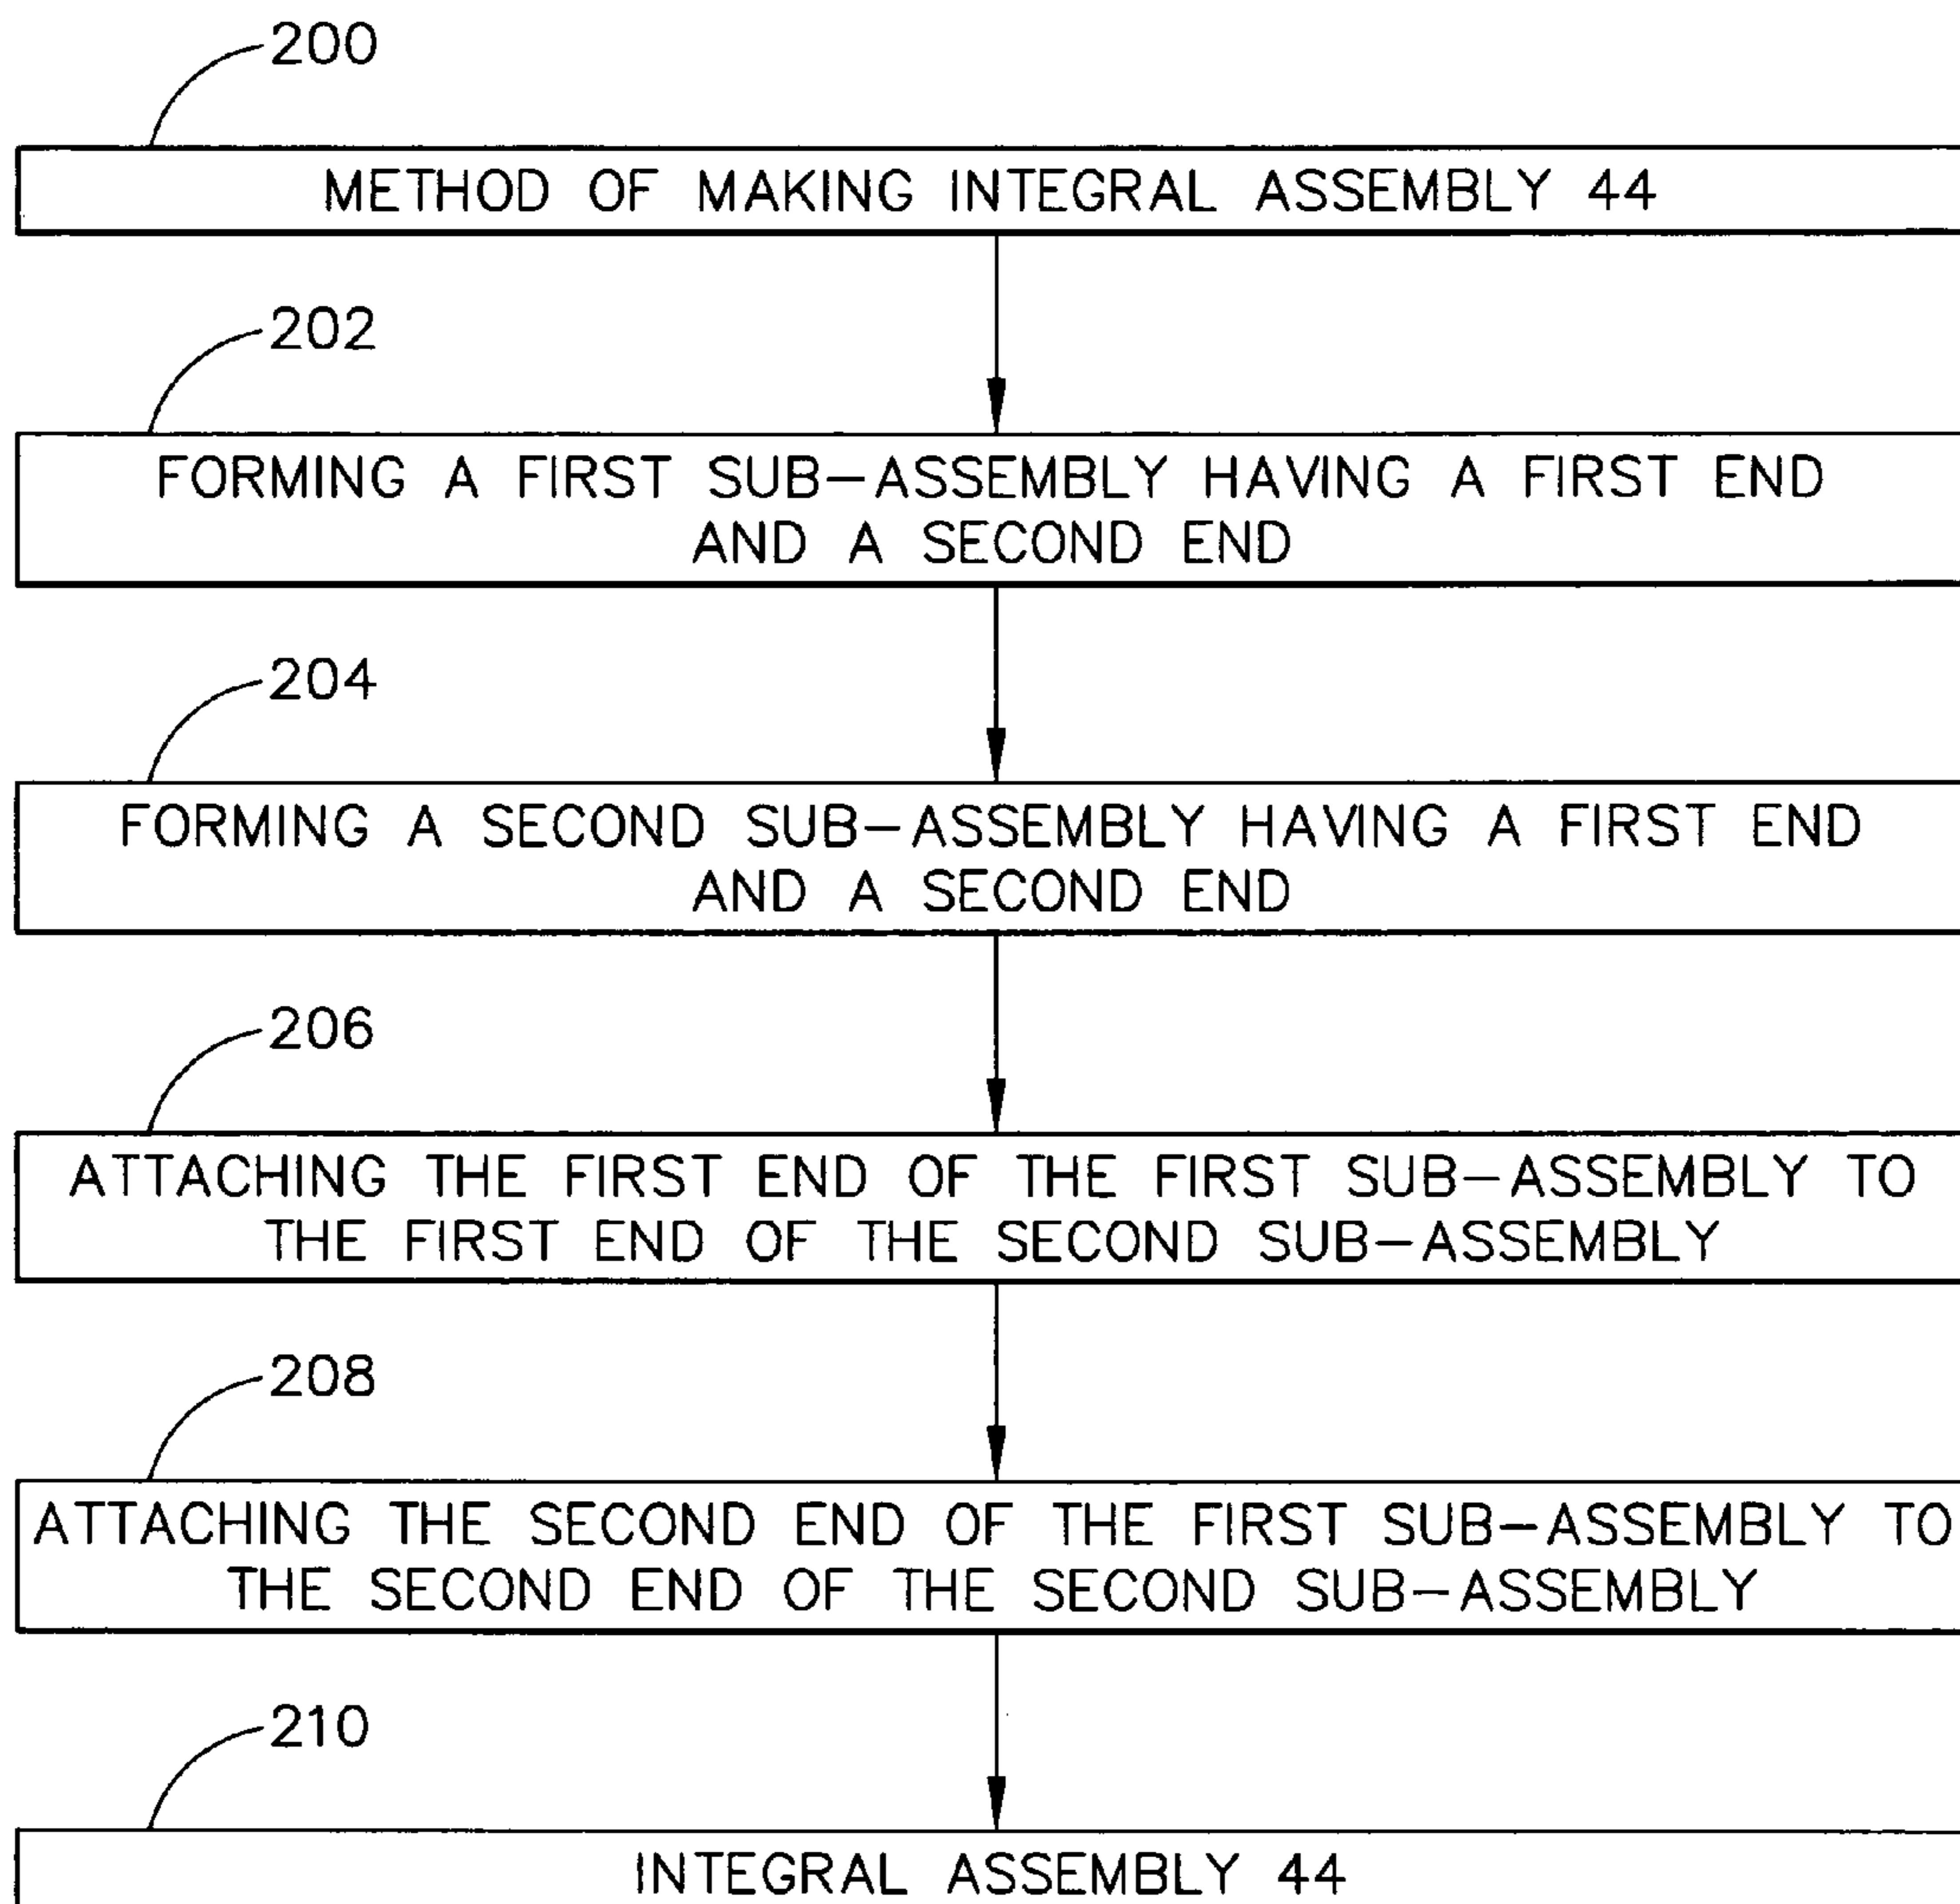 200
METHOD OF MAKING INTEGRAL ASSEMBLY 44
202
FORMING A FIRST SUB-ASSEMBLY HAVING A FIRST END
AND A SECOND END
204
FORMING A SECOND SUB-ASSEMBLY HAVING A FIRST END
AND A SECOND END
206
ATTACHING THE FIRST END OF THE FIRST SUB-ASSEMBLY TO
THE FIRST END OF THE SECOND SUB-ASSEMBLY
208
ATTACHING THE SECOND END OF THE FIRST SUB-ASSEMBLY TO
THE SECOND END OF THE SECOND SUB-ASSEMBLY
210
INTEGRAL ASSEMBLY 44